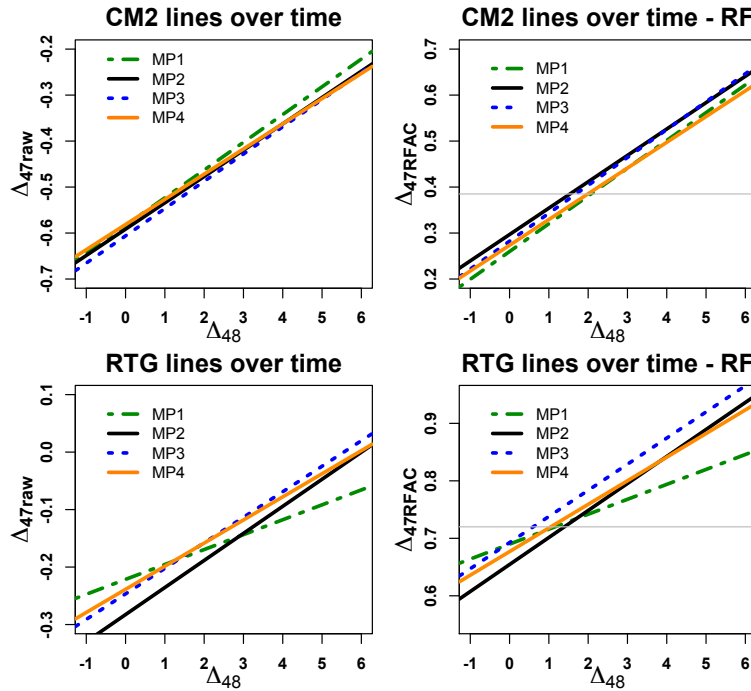 CM2 lines over time
-0.2
-0.3
-0.4
-0.5
-0.6
-0.7
Δ47raw
MP1
MP2
MP3
MP4
-1 0 1 2 3 4 5 6
Δ48
CM2 lines over time - RF
0.7
0.6
0.5
0.4
0.3
0.2
Δ47RFAC
MP1
MP2
MP3
MP4
-1 0 1 2 3 4 5 6
Δ48
RTG lines over time
0.1
0.0
-0.1
-0.2
-0.3
Δ47raw
MP1
MP2
MP3
MP4
-1 0 1 2 3 4 5 6
Δ48
RTG lines over time - RF
0.9
0.8
0.7
0.6
Δ47RFAC
MP1
MP2
MP3
MP4
-1 0 1 2 3 4 5 6
Δ48